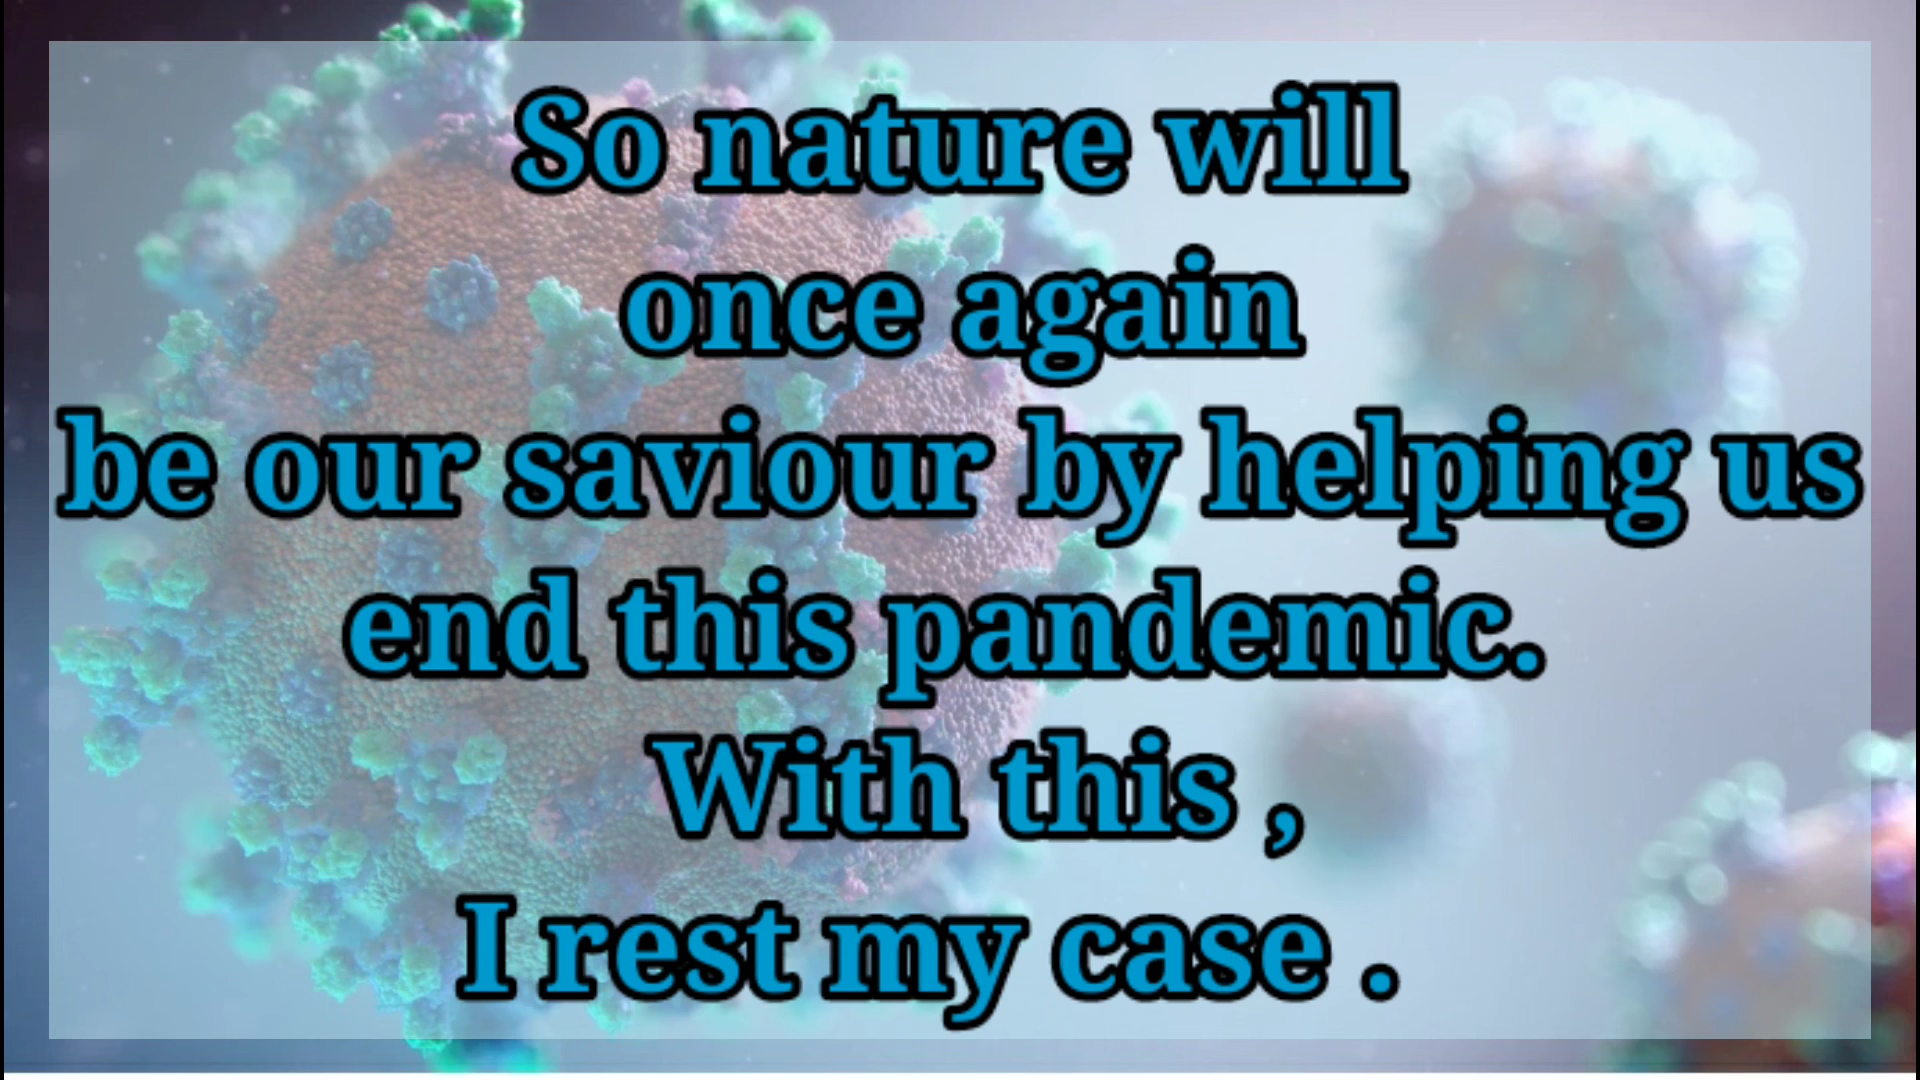 So nature will
once again
be our saviour by helping us
end this pandemic.
With this ,
I rest my case .